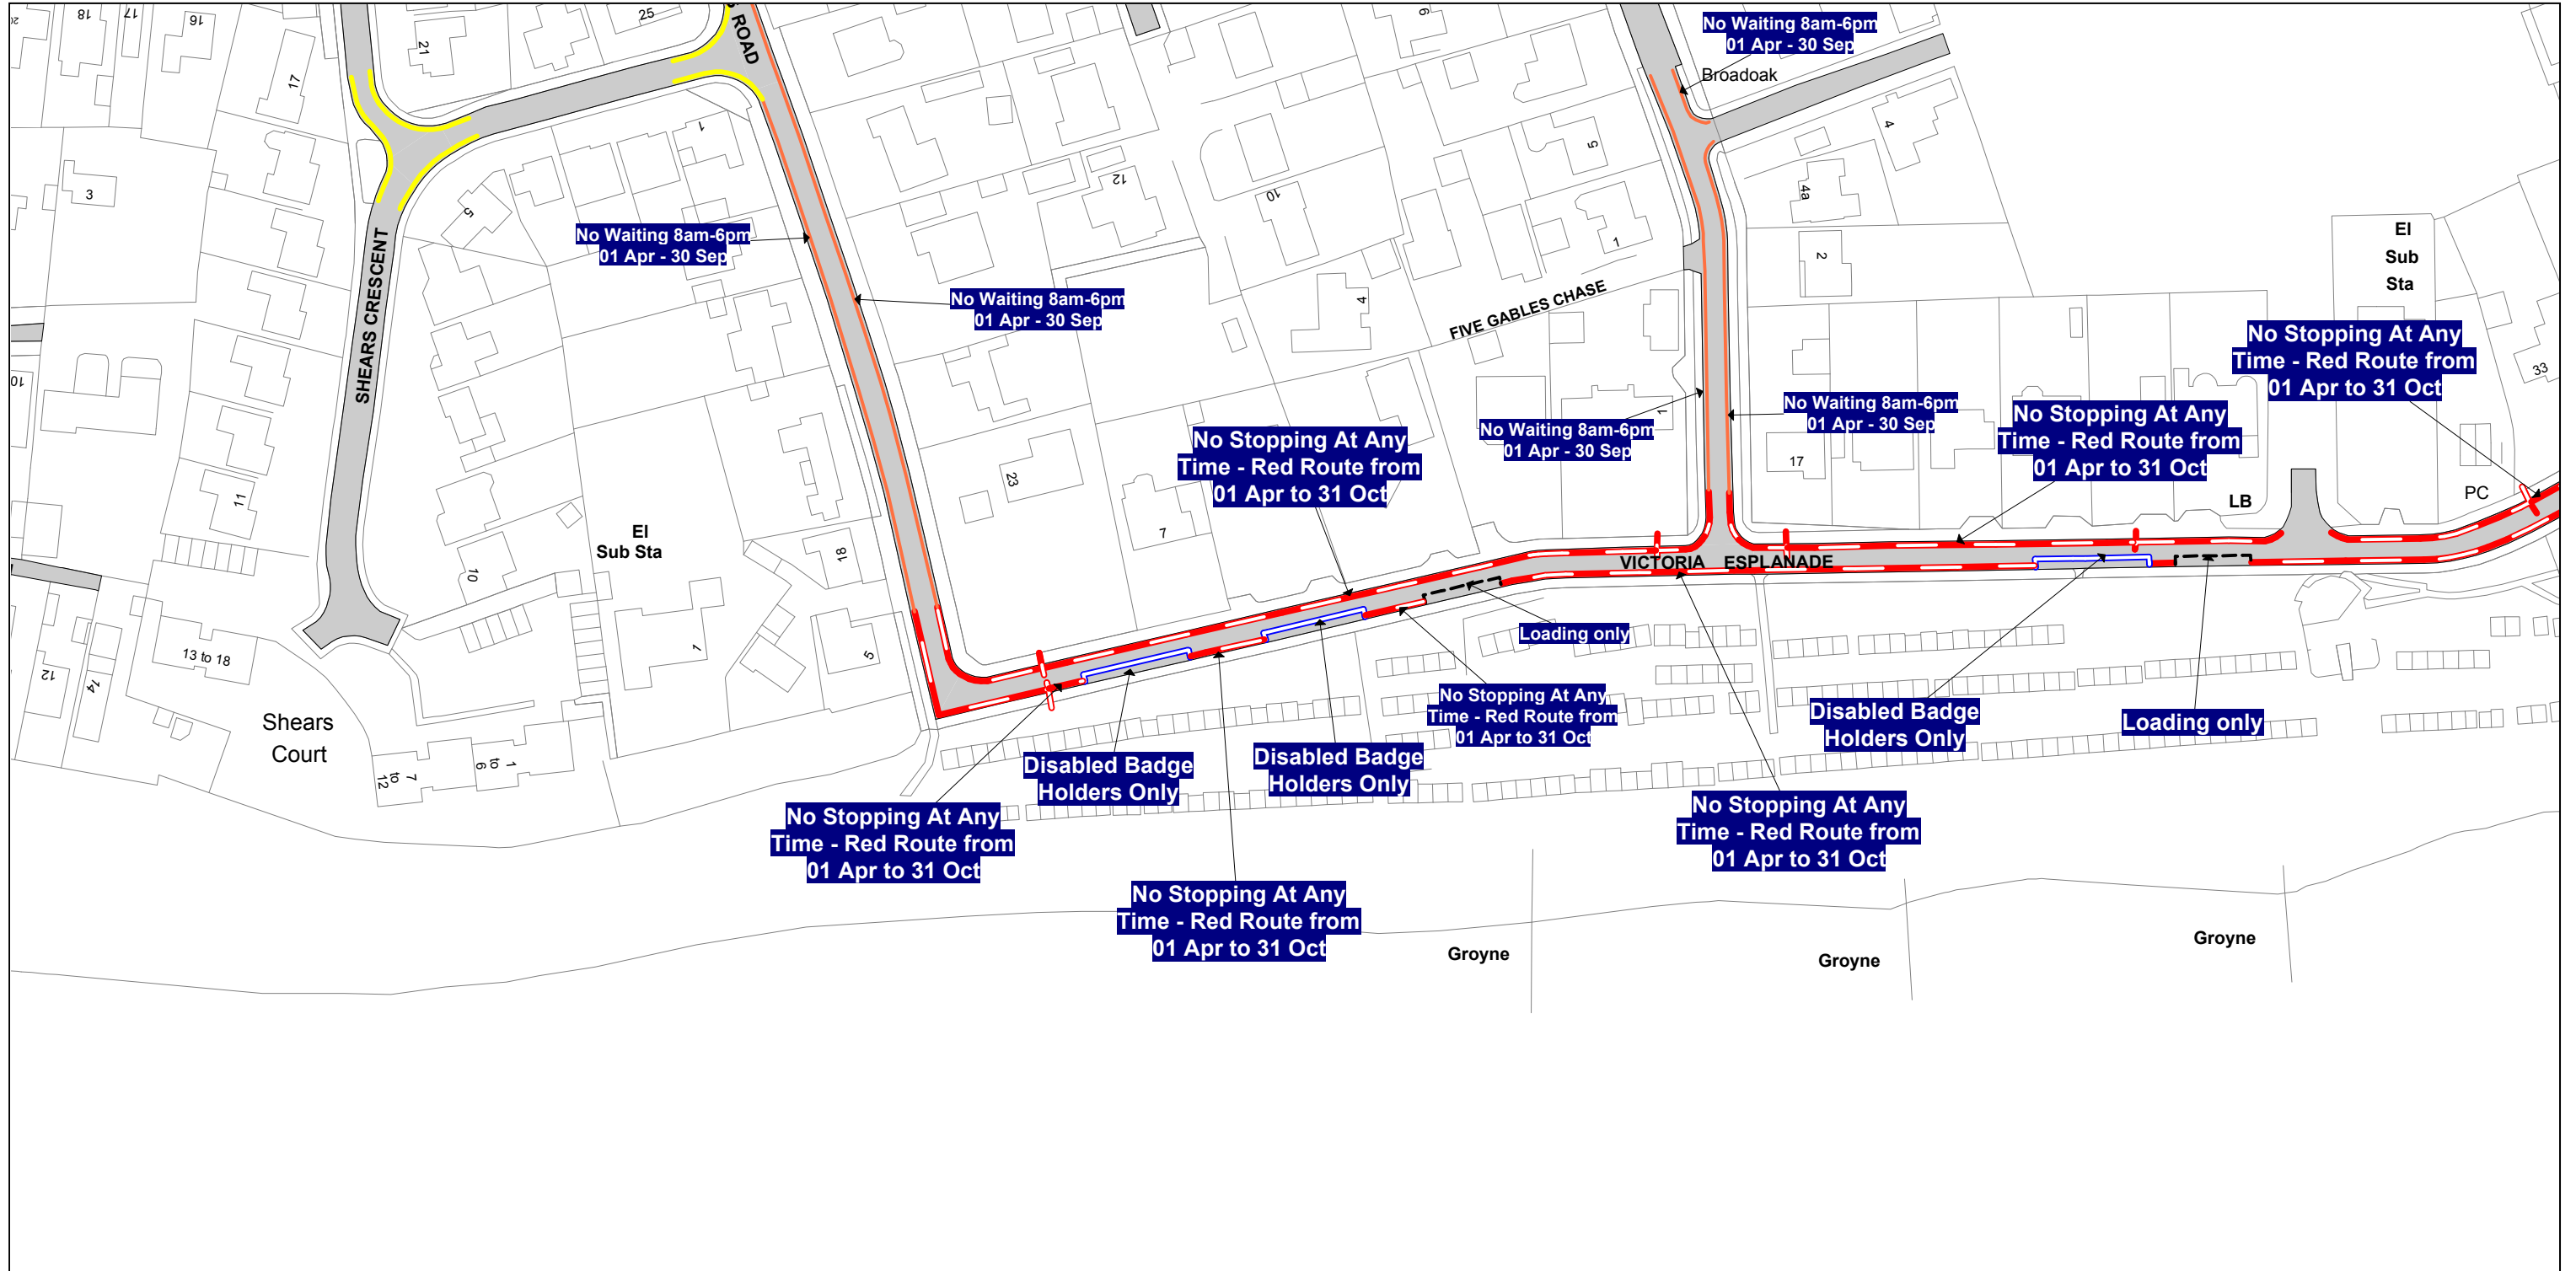 18
17
16
25
21
17
S ROAD
6
No Waiting 8am-6pm
01 Apr - 30 Sep
Broadoak
3
1
5
12
10
5
4
4a
1
2
No Waiting 8am-6pm
01 Apr - 30 Sep
SHEARS CRESCENT
No Waiting 8am-6pm
01 Apr - 30 Sep
4
FIVE GABLES CHASE
El
Sub
Sta
No Stopping At Any
Time - Red Route from
01 Apr to 31 Oct
33
10
No Stopping At Any
Time - Red Route from
01 Apr to 31 Oct
1
No Waiting 8am-6pm
01 Apr - 30 Sep
No Waiting 8am-6pm
01 Apr - 30 Sep
No Stopping At Any
Time - Red Route from
01 Apr to 31 Oct
17
23
11
7
LB
PC
El
Sub Sta
18
10
VICTORIA ESPLANADE
13 to 18
12
14
1
5
Loading only
Shears
Court
7
to
12
1
to
6
No Stopping At Any
Time - Red Route from
01 Apr to 31 Oct
Disabled Badge
Holders Only
Disabled Badge
Holders Only
No Stopping At Any
Time - Red Route from
01 Apr to 31 Oct
Disabled Badge
Holders Only
Loading only
No Stopping At Any
Time - Red Route from
01 Apr to 31 Oct
No Stopping At Any
Time - Red Route from
01 Apr to 31 Oct
Groyne
Groyne
Groyne